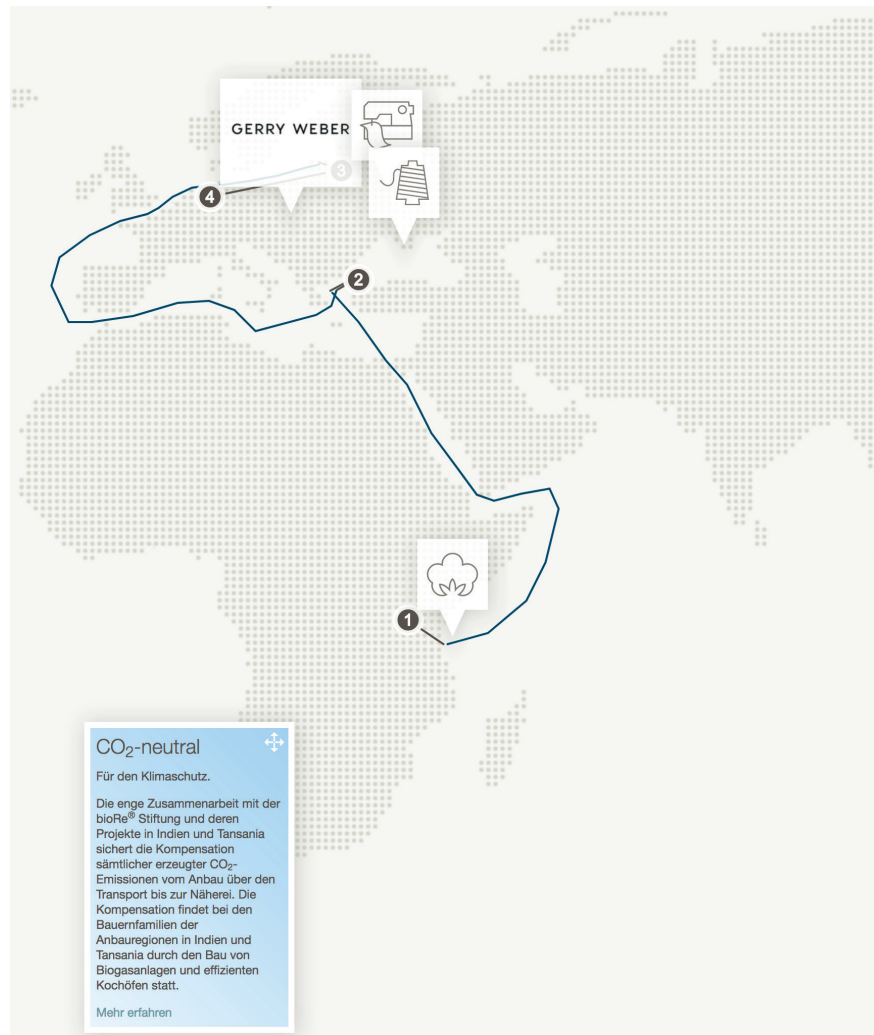 GERRY WEBER
3
4
2
1
CO₂-neutral
Für den Klimaschutz.
Die enge Zusammenarbeit mit der
bioRe® Stiftung und deren
Projekte in Indien und Tansania
sichert die Kompensation
sämtlicher erzeugter CO₂-
Emissionen vom Anbau über den
Transport bis zur Näherei. Die
Kompensation findet bei den
Bauernfamilien der
Anbauregionen in Indien und
Tansania durch den Bau von
Biogasanlagen und effizienten
Kochöfen statt.
Mehr erfahren